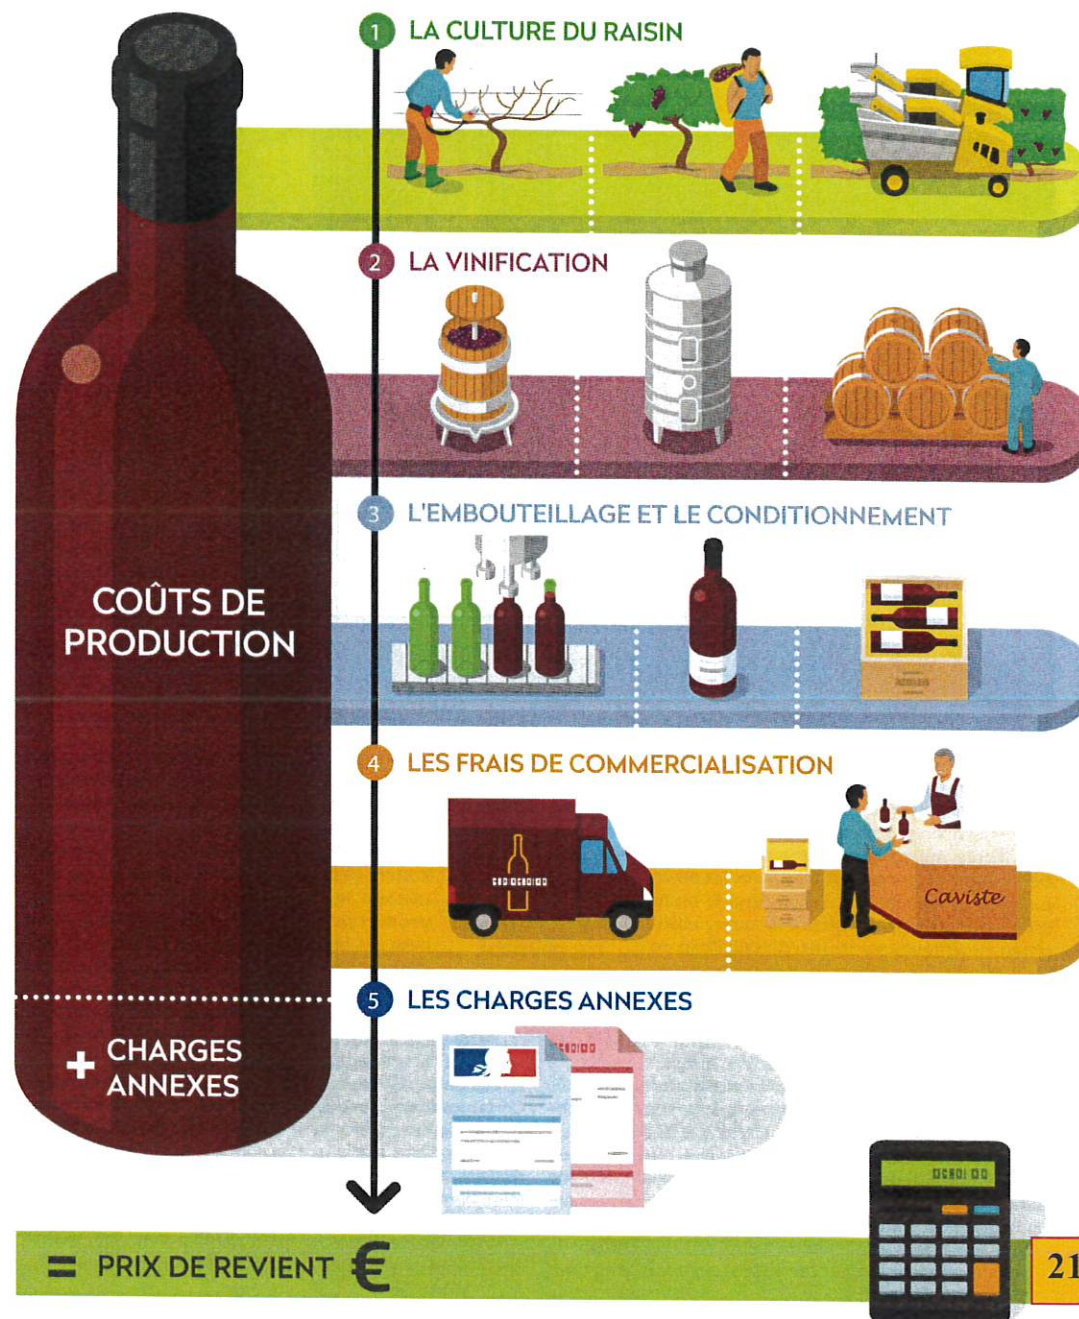 1 LA CULTURE DU RAISIN
2 LA VINIFICATION
3 L'EMBOUTEILLAGE ET LE CONDITIONNEMENT
COÛTS DE
PRODUCTION
4 LES FRAIS DE COMMERCIALISATION
Caviste
5 LES CHARGES ANNEXES
+ CHARGES
ANNEXES
= PRIX DE REVIENT €
21